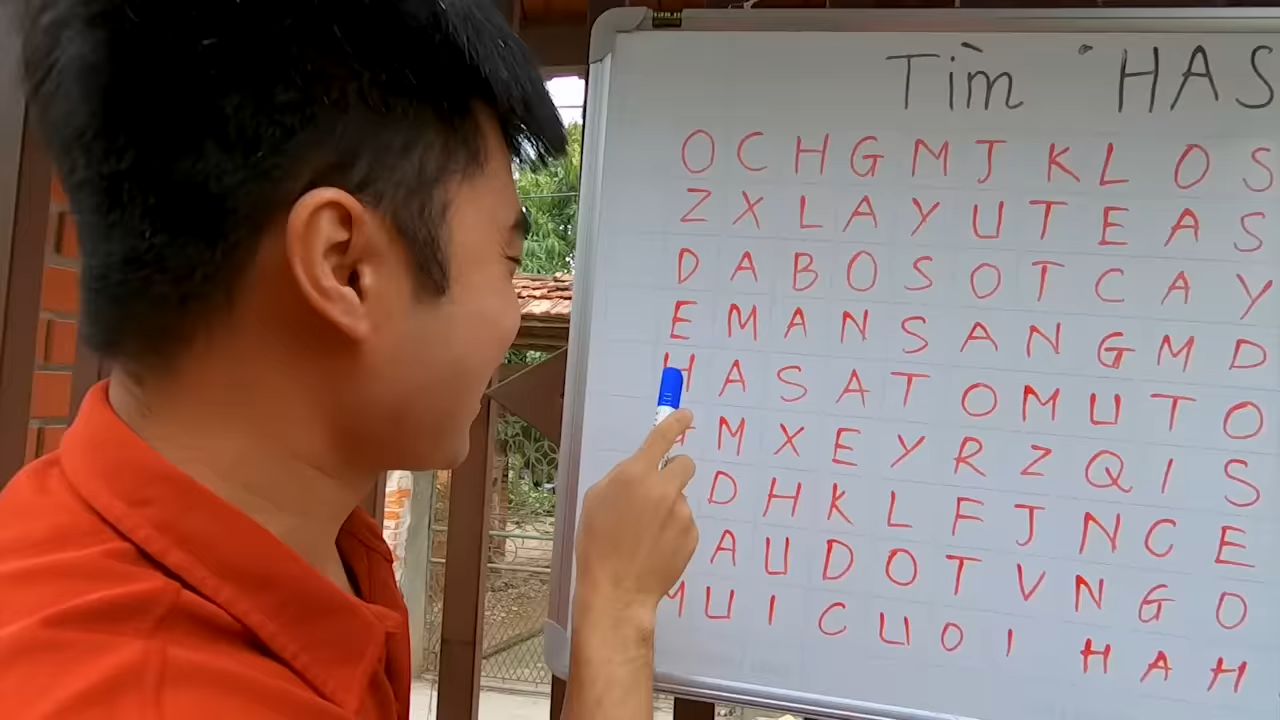 Tìm "HAS
O C H G M J K L O S
Z X L A Y U T E A S
D A B O S O T C A Y
E M A N S A N G M D
H A S A T O M U T O
M X E Y R Z Q I S
D H K L F J N C E
A U D O T V N G O
M U I C U O I H A H